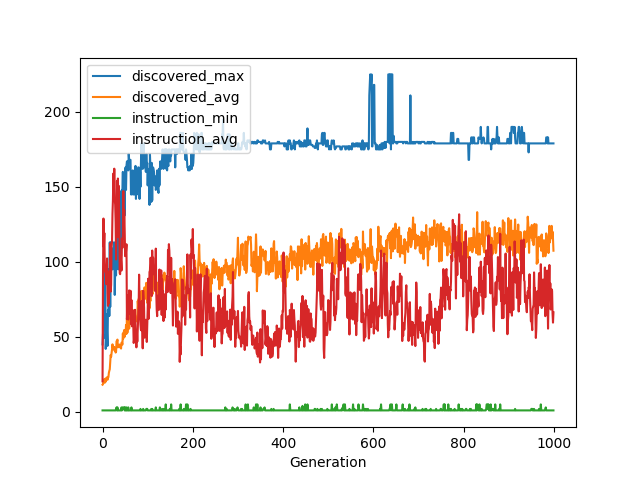 discovered_max
discovered_avg
instruction_min
instruction_avg
200
150
100
50
0
0 200 400 600 800 1000
Generation